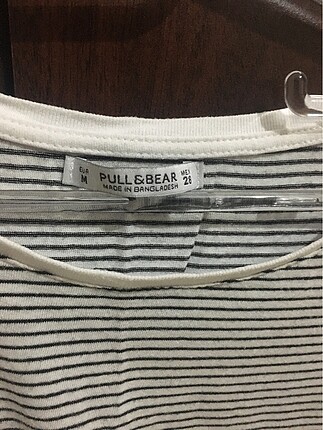 EUR M
PULL&BEAR
MADE IN BANGLADESH
MEX 28